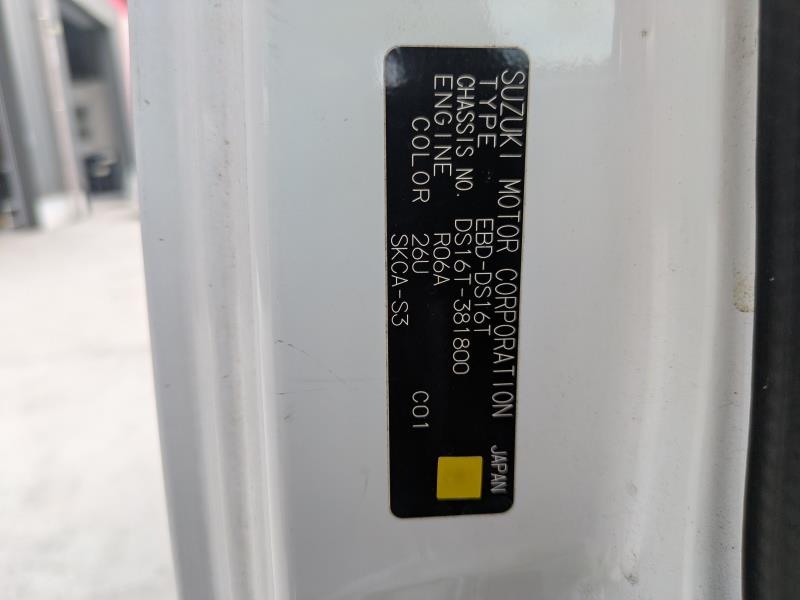 SUZUKI MOTOR CORPORATION JAPAN
TYPE EBD-DS16T
CHASSIS NO. DS16T-381800
ENGINE R06A
COLOR 26U C01
SKCA-S3